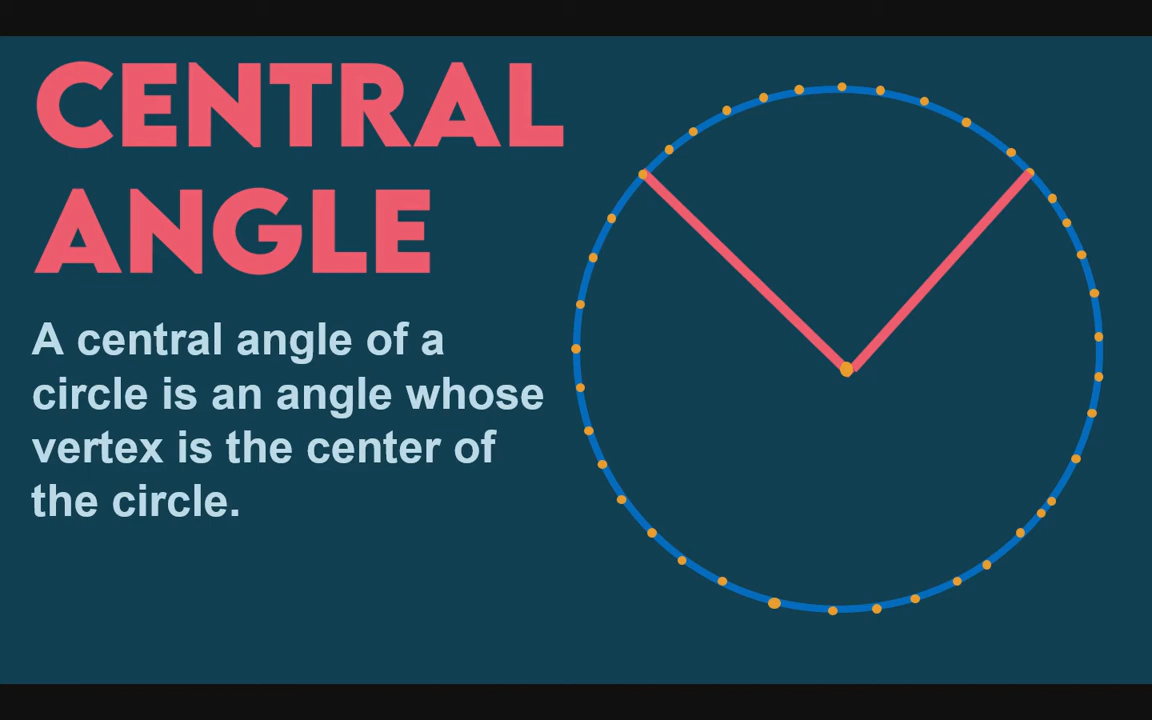 CENTRAL
ANGLE
A central angle of a
circle is an angle whose
vertex is the center of
the circle.